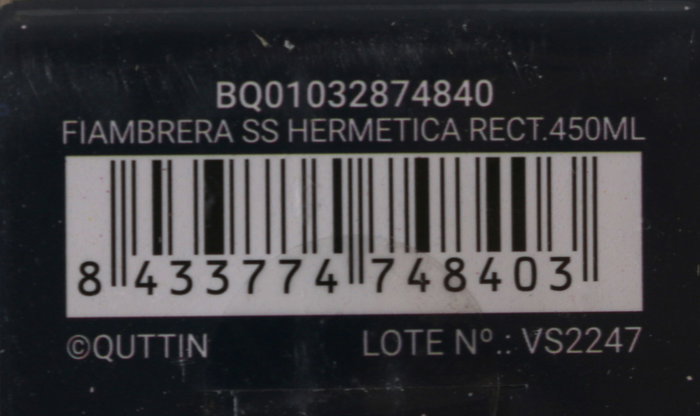 BQ01032874840
FIAMBRERA SS HERMETICA RECT.450ML
8 433774 748403
©QUTTIN
LOTE Nº.: VS2247